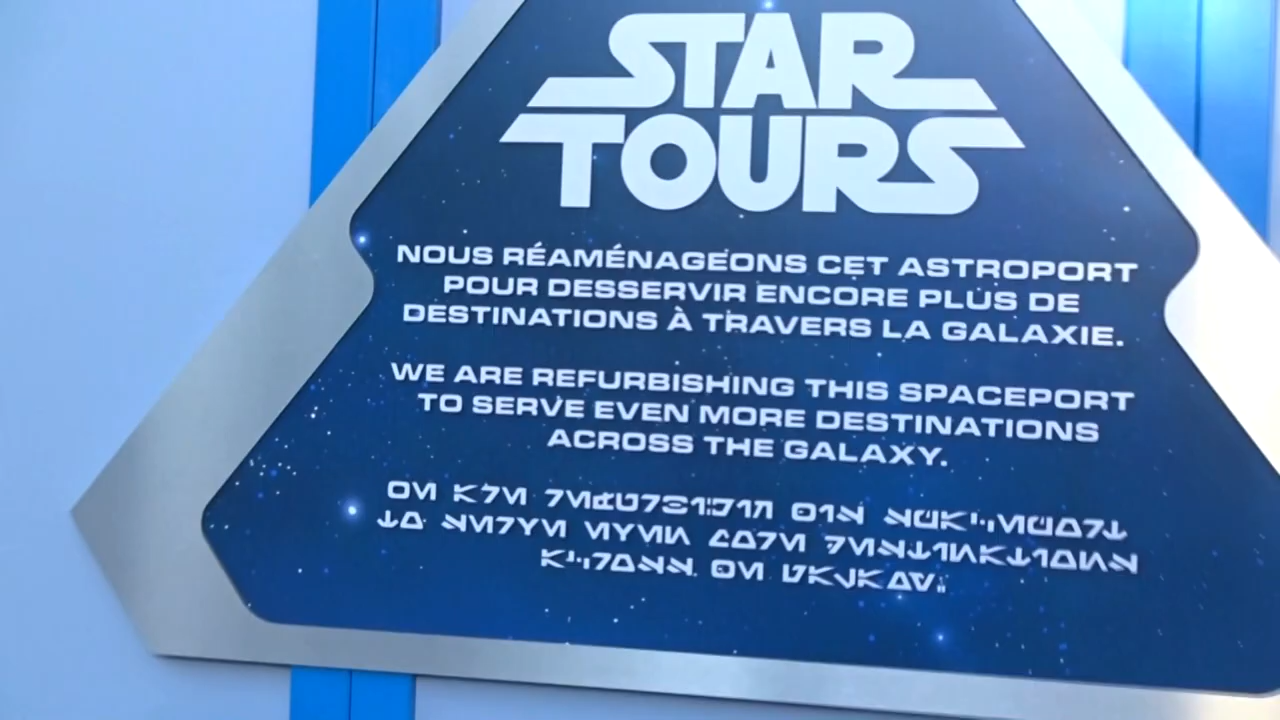 STAR
TOURS
NOUS RÉAMÉNAGEONS CET ASTROPORT
POUR DESSERVIR ENCORE PLUS DE
DESTINATIONS À TRAVERS LA GALAXIE.
WE ARE REFURBISHING THIS SPACEPORT
TO SERVE EVEN MORE DESTINATIONS
ACROSS THE GALAXY.